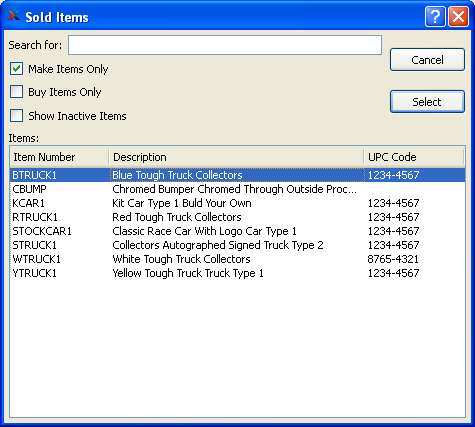 Sold Items
Search for:
Cancel
Make Items Only
Buy Items Only
Select
Show Inactive Items
Items:
Item Number Description UPC Code
BTRUCK1 Blue Tough Truck Collectors 1234-4567
CBUMP Chromed Bumper Chromed Through Outside Proc...
KCAR1 Kit Car Type 1 Buld Your Own 1234-4567
RTRUCK1 Red Tough Truck Collectors 1234-4567
STOCKCAR1 Classic Race Car With Logo Car Type 1 1234-4567
STRUCK1 Collectors Autographed Signed Truck Type 2 1234-4567
WTRUCK1 White Tough Truck Collectors 8765-4321
YTRUCK1 Yellow Tough Truck Truck Type 1 1234-4567